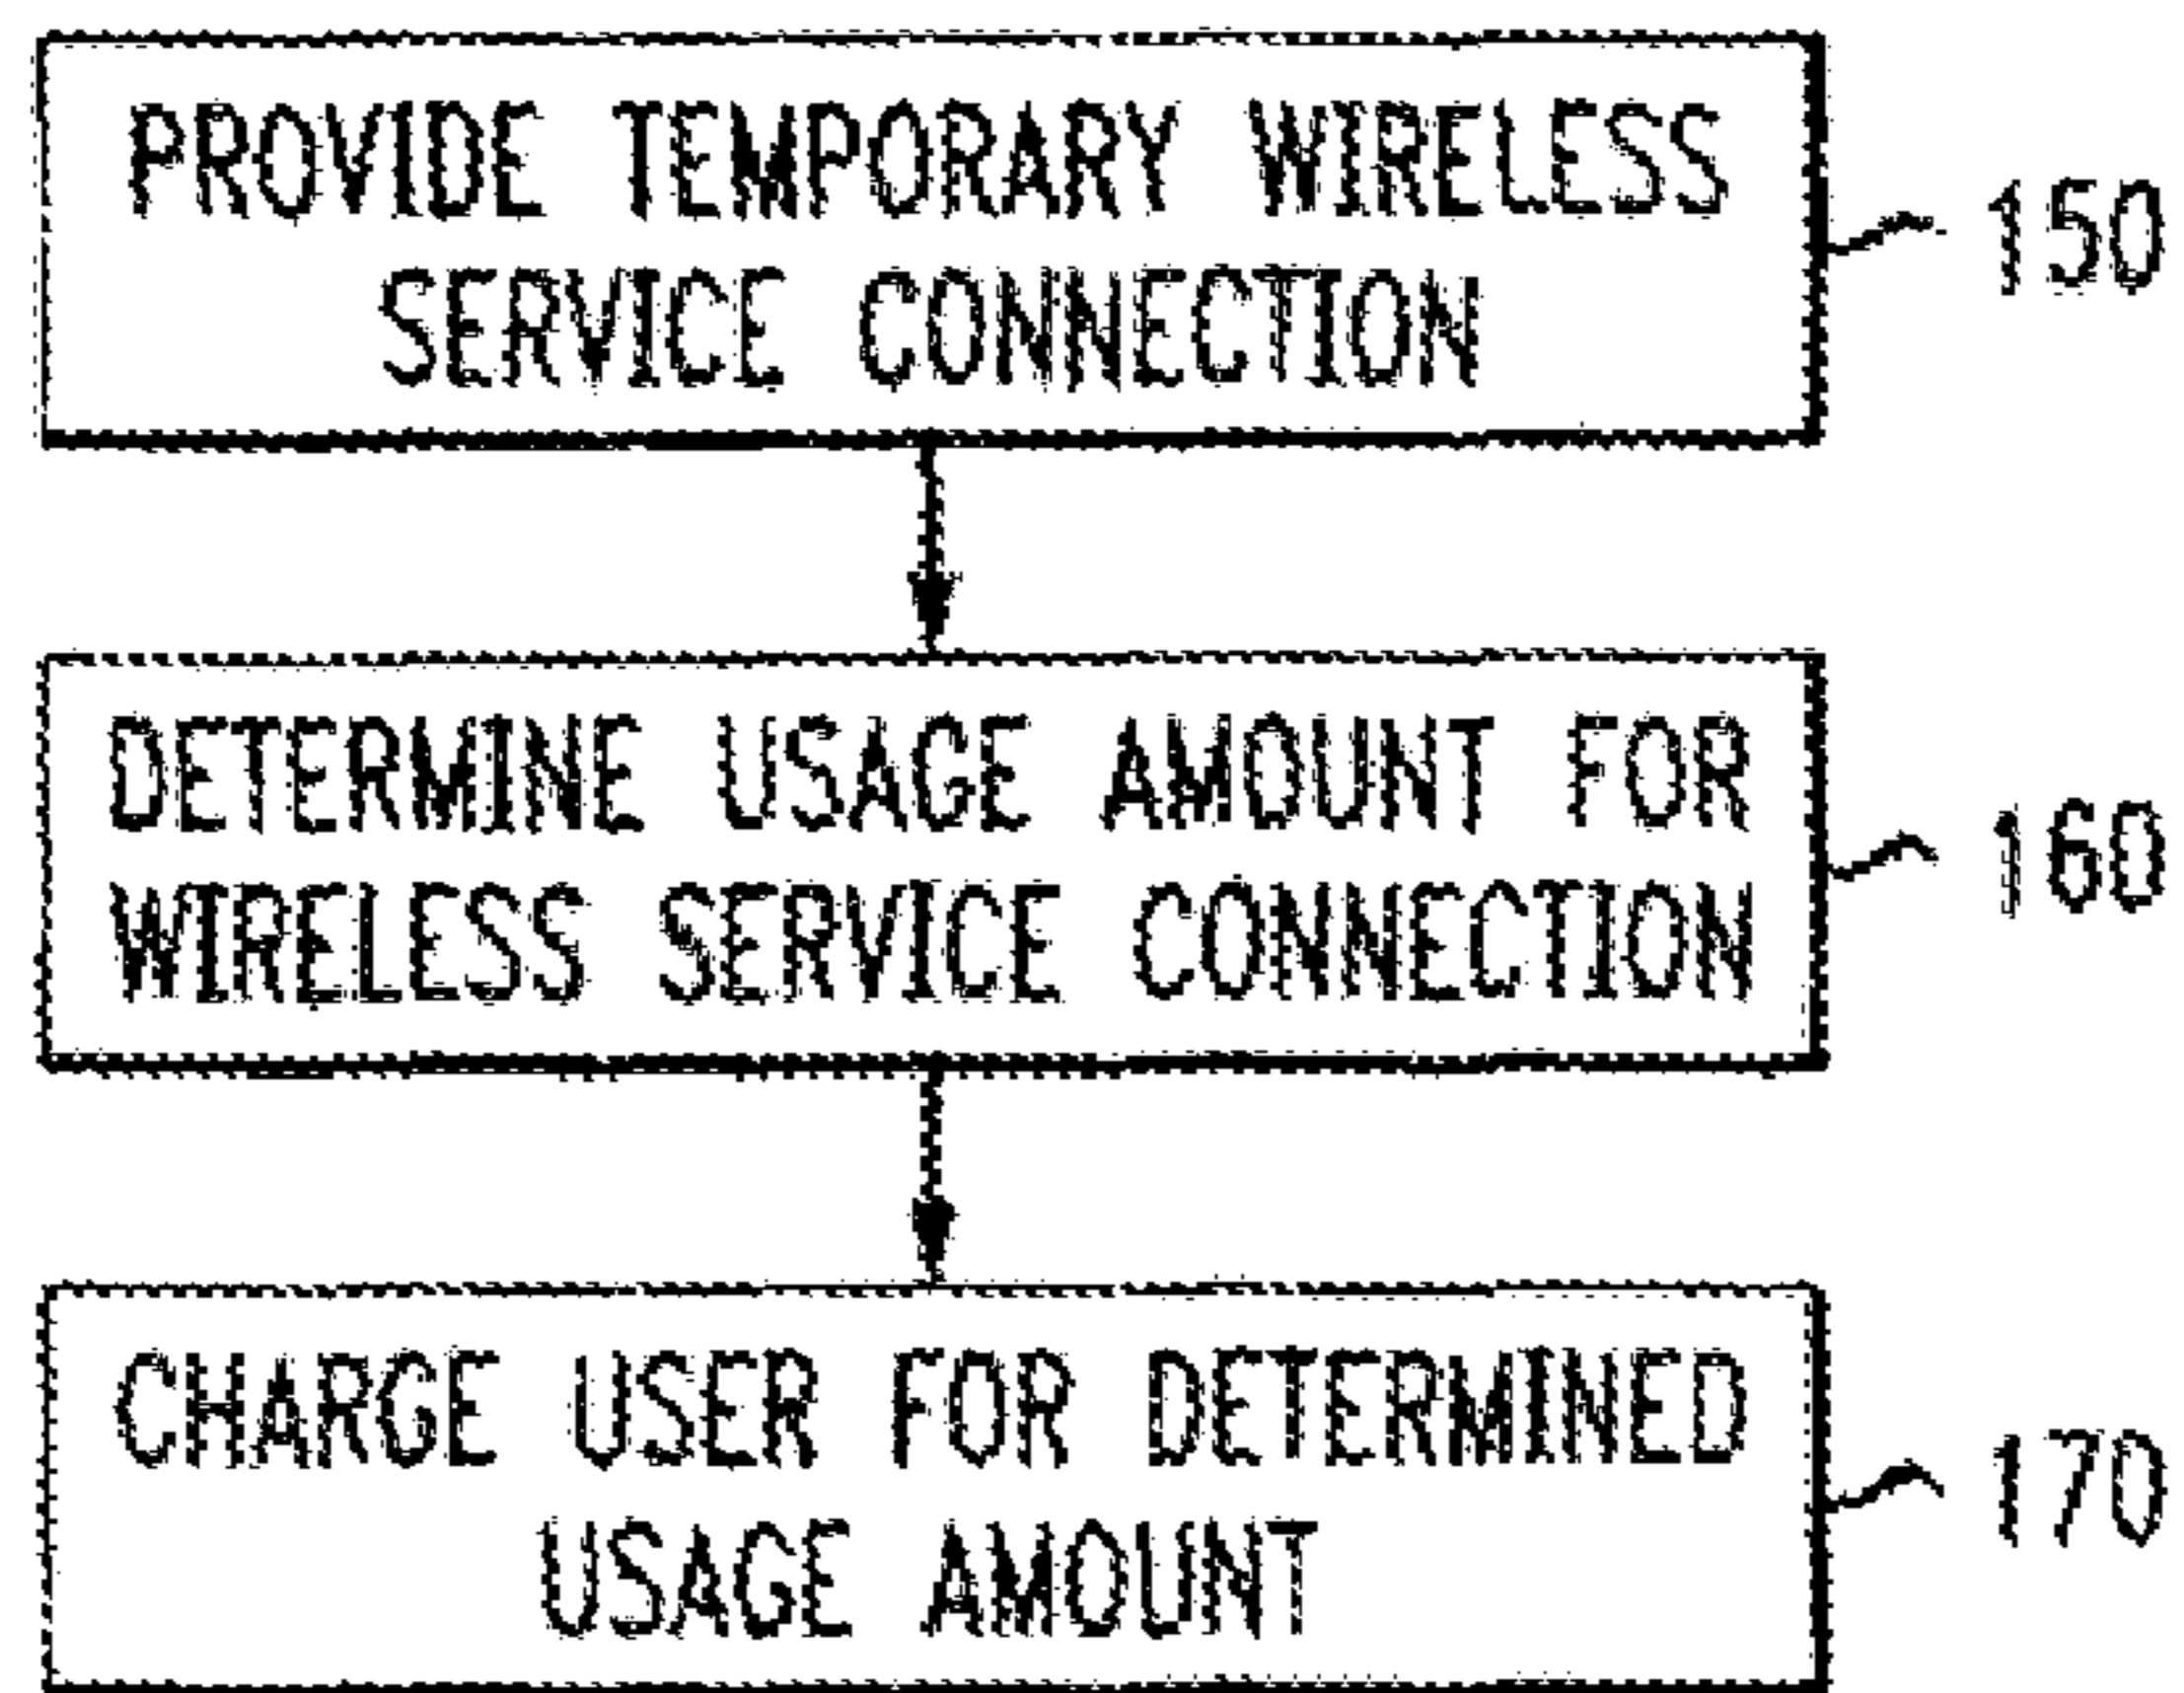 PROVIDE TEMPORARY WIRELESS
SERVICE CONNECTION
150
DETERMINE USAGE AMOUNT FOR
WIRELESS SERVICE CONNECTION
160
CHARGE USER FOR DETERMINED
USAGE AMOUNT
170